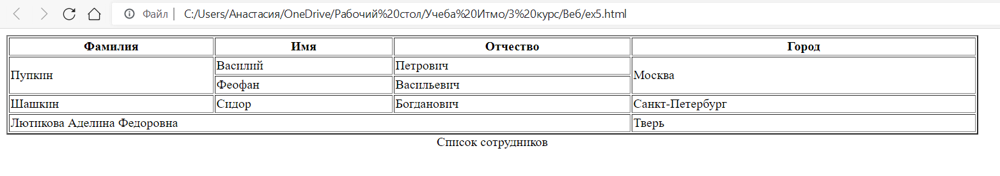 Файл C:/Users/Анастасия/OneDrive/Рабочий%20стол/Учеба%20Итмо/3%20курс/Веб/ex5.html
Фамилия Имя Отчество Город
Пупкин Василий Петрович Москва
Феофан Васильевич
Шашкин Сидор Богданович Санкт-Петербург
Лютикова Аделина Федоровна Тверь
Список сотрудников